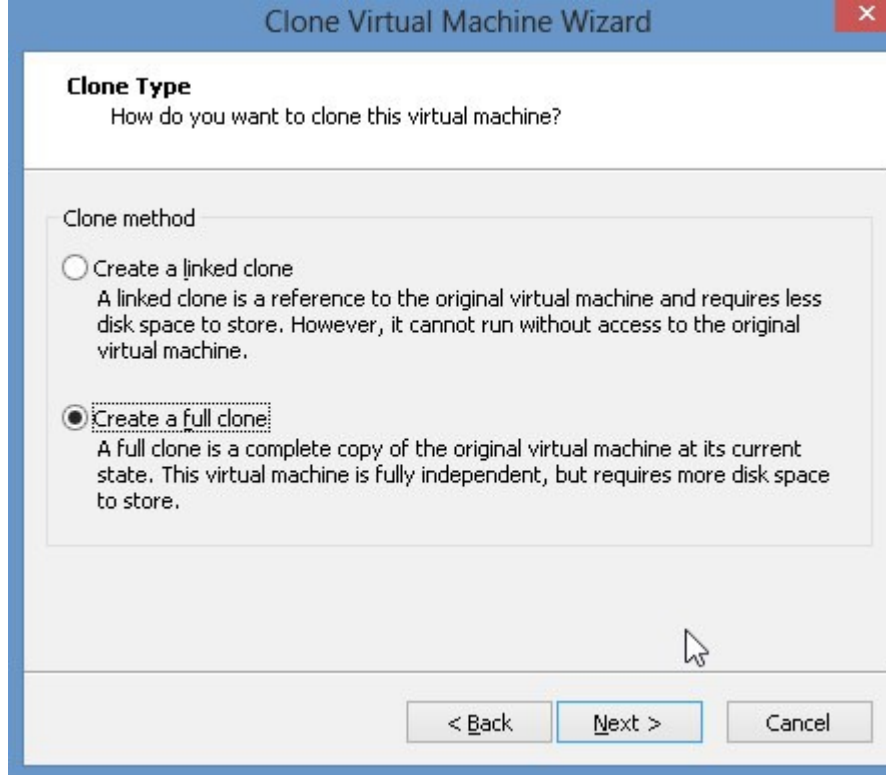 Clone Virtual Machine Wizard
Clone Type
How do you want to clone this virtual machine?
Clone method
Create a linked clone
A linked clone is a reference to the original virtual machine and requires less
disk space to store. However, it cannot run without access to the original
virtual machine.
Create a full clone
A full clone is a complete copy of the original virtual machine at its current
state. This virtual machine is fully independent, but requires more disk space
to store.
< Back
Next >
Cancel